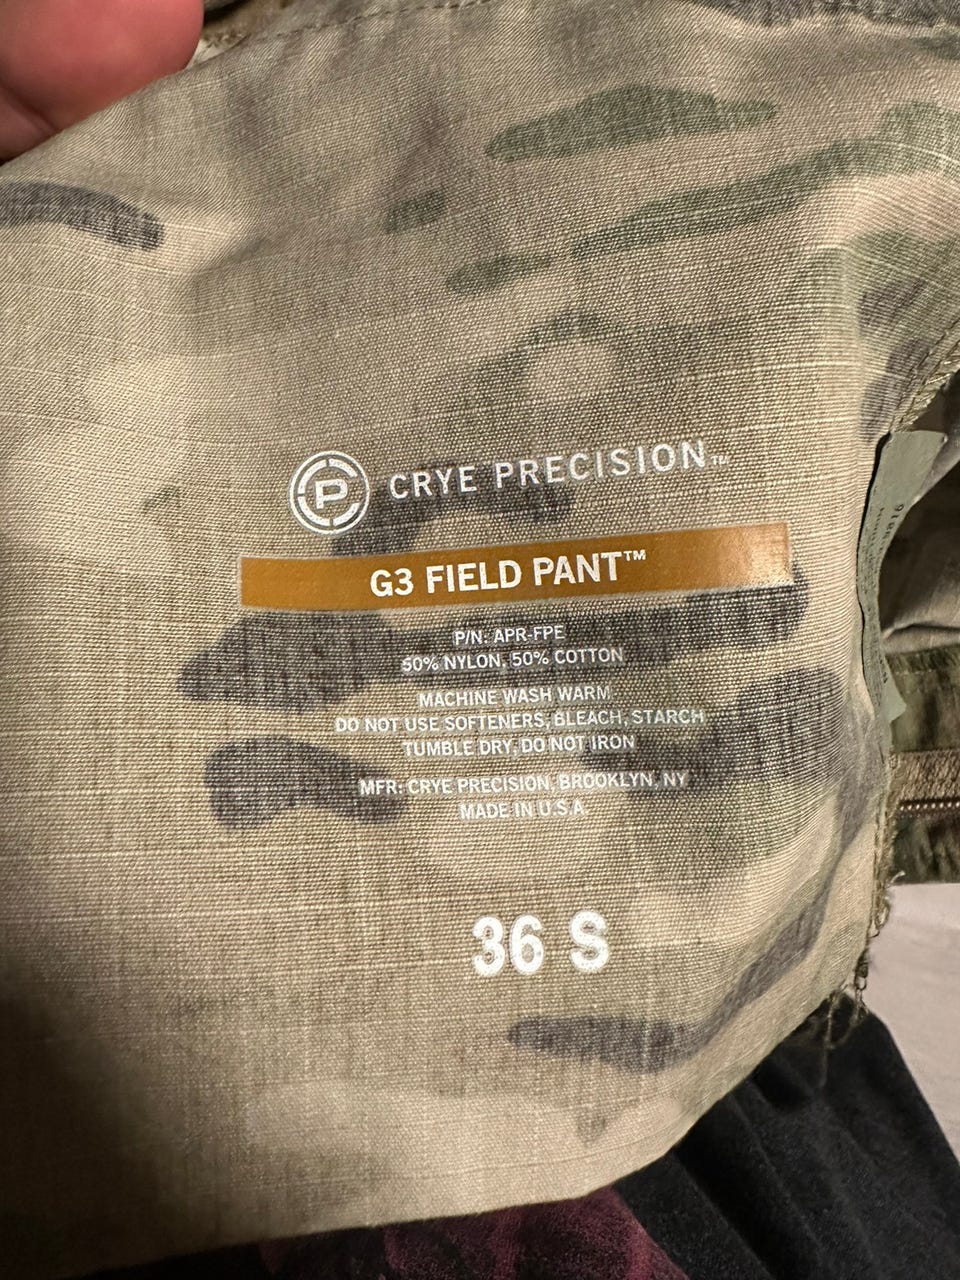 CRYE PRECISION™
G3 FIELD PANT™
P/N: APR-FPE
50% NYLON, 50% COTTON
MACHINE WASH WARM
DO NOT USE SOFTENERS, BLEACH, STARCH
TUMBLE DRY, DO NOT IRON
MFR: CRYE PRECISION, BROOKLYN, NY
MADE IN U.S.A.
36 S